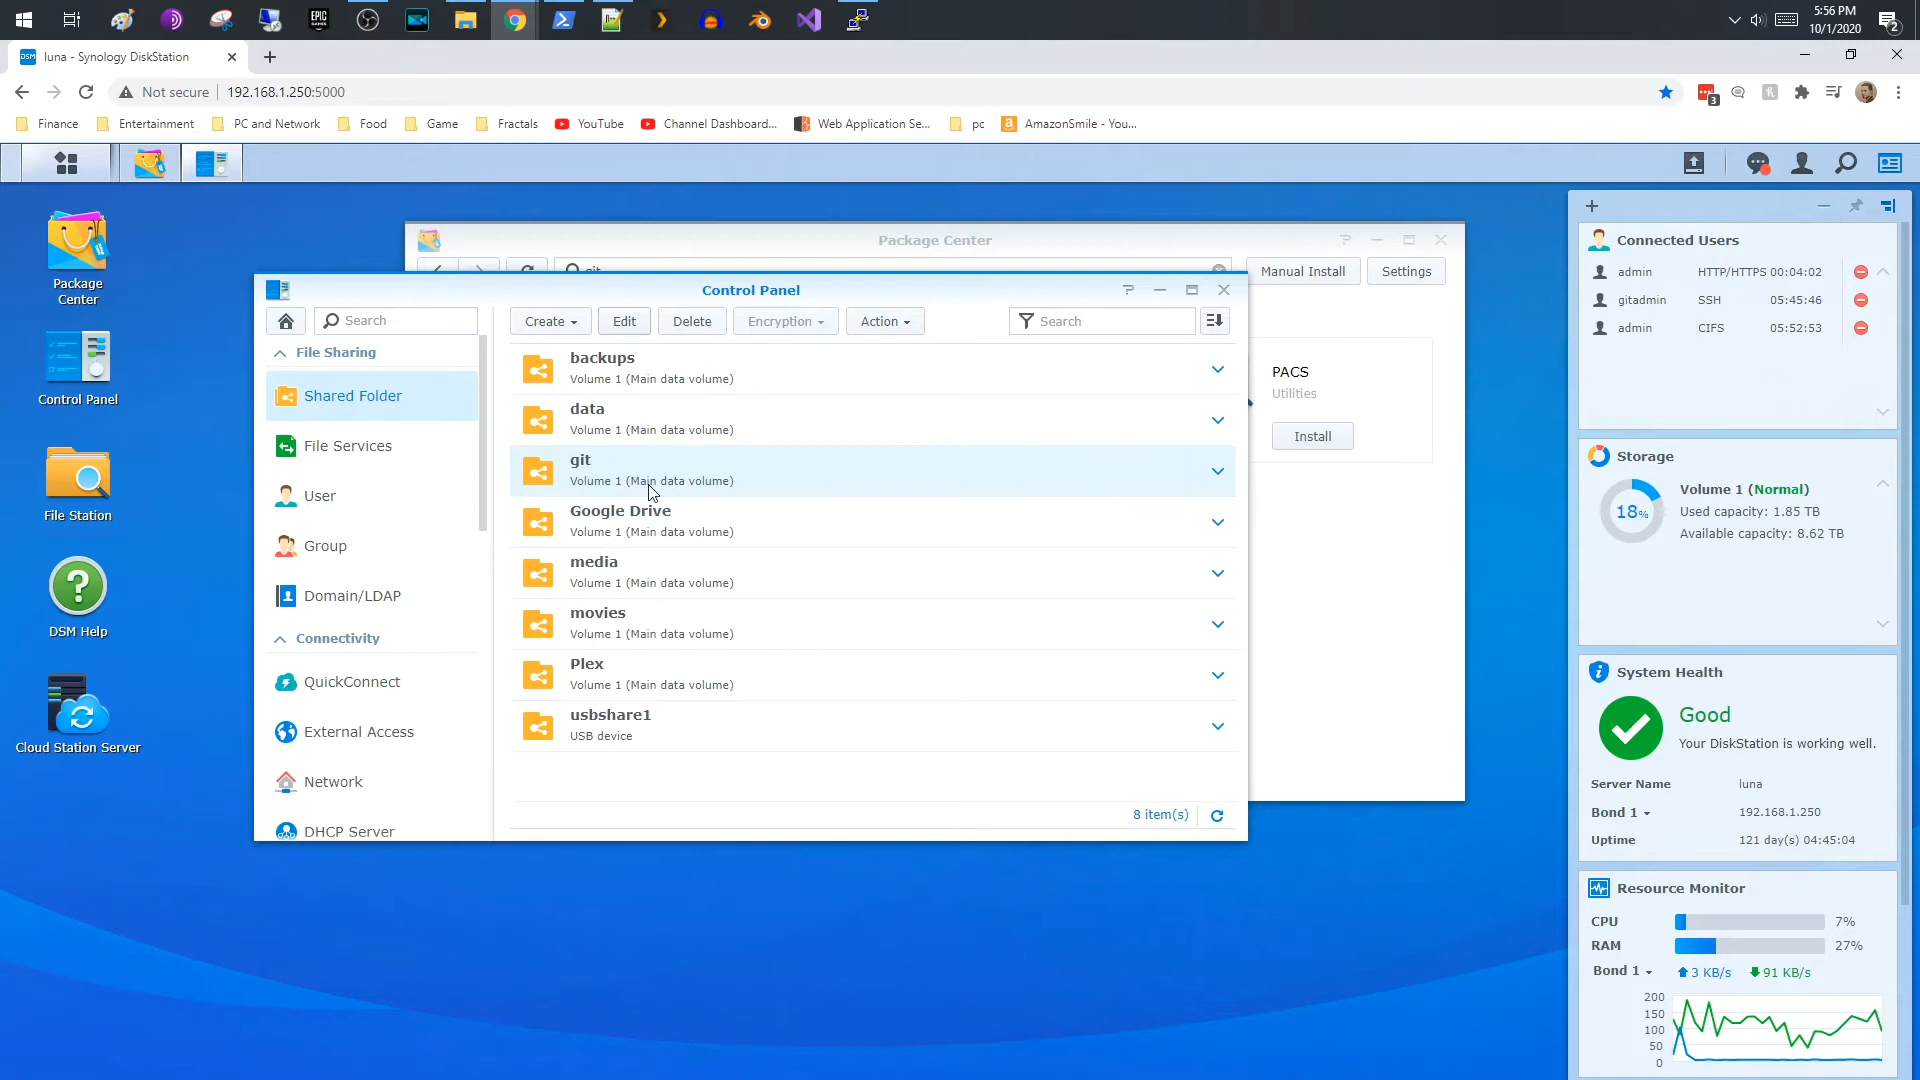 EPIC
GAMES
5:56 PM
10/1/2020
2
DSM
luna - Synology DiskStation
Not secure
192.168.1.250:5000
3
Finance
Entertainment
PC and Network
Food
Game
Fractals
YouTube
Channel Dashboard...
Web Application Se...
pc
AmazonSmile - You...
Package
Center
Control Panel
File Station
DSM Help
Cloud Station Server
Package Center
git
Manual Install
Settings
PACS
Utilities
Install
Control Panel
Search
Create
Edit
Delete
Encryption
Action
Search
File Sharing
Shared Folder
File Services
User
Group
Domain/LDAP
Connectivity
QuickConnect
External Access
Network
DHCP Server
backups
Volume 1 (Main data volume)
data
Volume 1 (Main data volume)
git
Volume 1 (Main data volume)
Google Drive
Volume 1 (Main data volume)
media
Volume 1 (Main data volume)
movies
Volume 1 (Main data volume)
Plex
Volume 1 (Main data volume)
usbshare1
USB device
8 item(s)
Connected Users
admin HTTP/HTTPS 00:04:02
gitadmin SSH 05:45:46
admin CIFS 05:52:53
Storage
18%
Volume 1 (Normal)
Used capacity: 1.85 TB
Available capacity: 8.62 TB
System Health
Good
Your DiskStation is working well.
Server Name luna
Bond 1 192.168.1.250
Uptime 121 day(s) 04:45:04
Resource Monitor
CPU 7%
RAM 27%
Bond 1 3 KB/s 91 KB/s
200
150
100
50
0